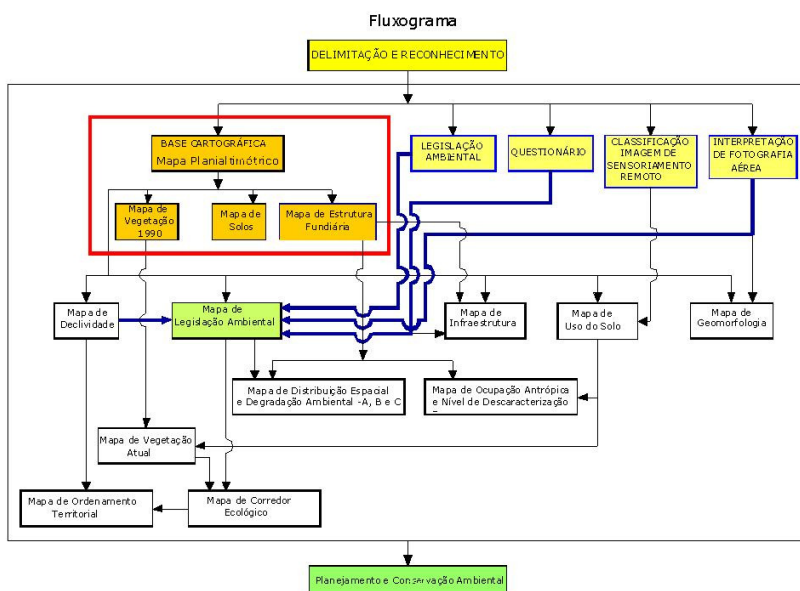 Fluxograma
DELIMITAÇÃO E RECONHECIMENTO
BASE CARTOGRÁFICA
Mapa Planialtimétrico
LEGISLAÇÃO
AMBIENTAL
QUESTIONÁRIO
CLASSIFICAÇÃO
IMAGEM DE
SENSORIAMENTO
REMOTO
INTERPRETAÇÃO
DE FOTOGRAFIA
AÉREA
Mapa de
Vegetação
1990
Mapa de
Solos
Mapa de Estrutura
Fundiária
Mapa de
Declividade
Mapa de
Legislação Ambiental
Mapa de
Infraestrutura
Mapa de
Uso do Solo
Mapa de
Geomorfologia
Mapa de Distribuição Espacial
e Degradação Ambiental -A, B e C
Mapa de Ocupação Antrópica
e Nível de Descaracterização
Mapa de Vegetação
Atual
Mapa de Ordenamento
Territorial
Mapa de Corredor
Ecológico
Planejamento e Conservação Ambiental